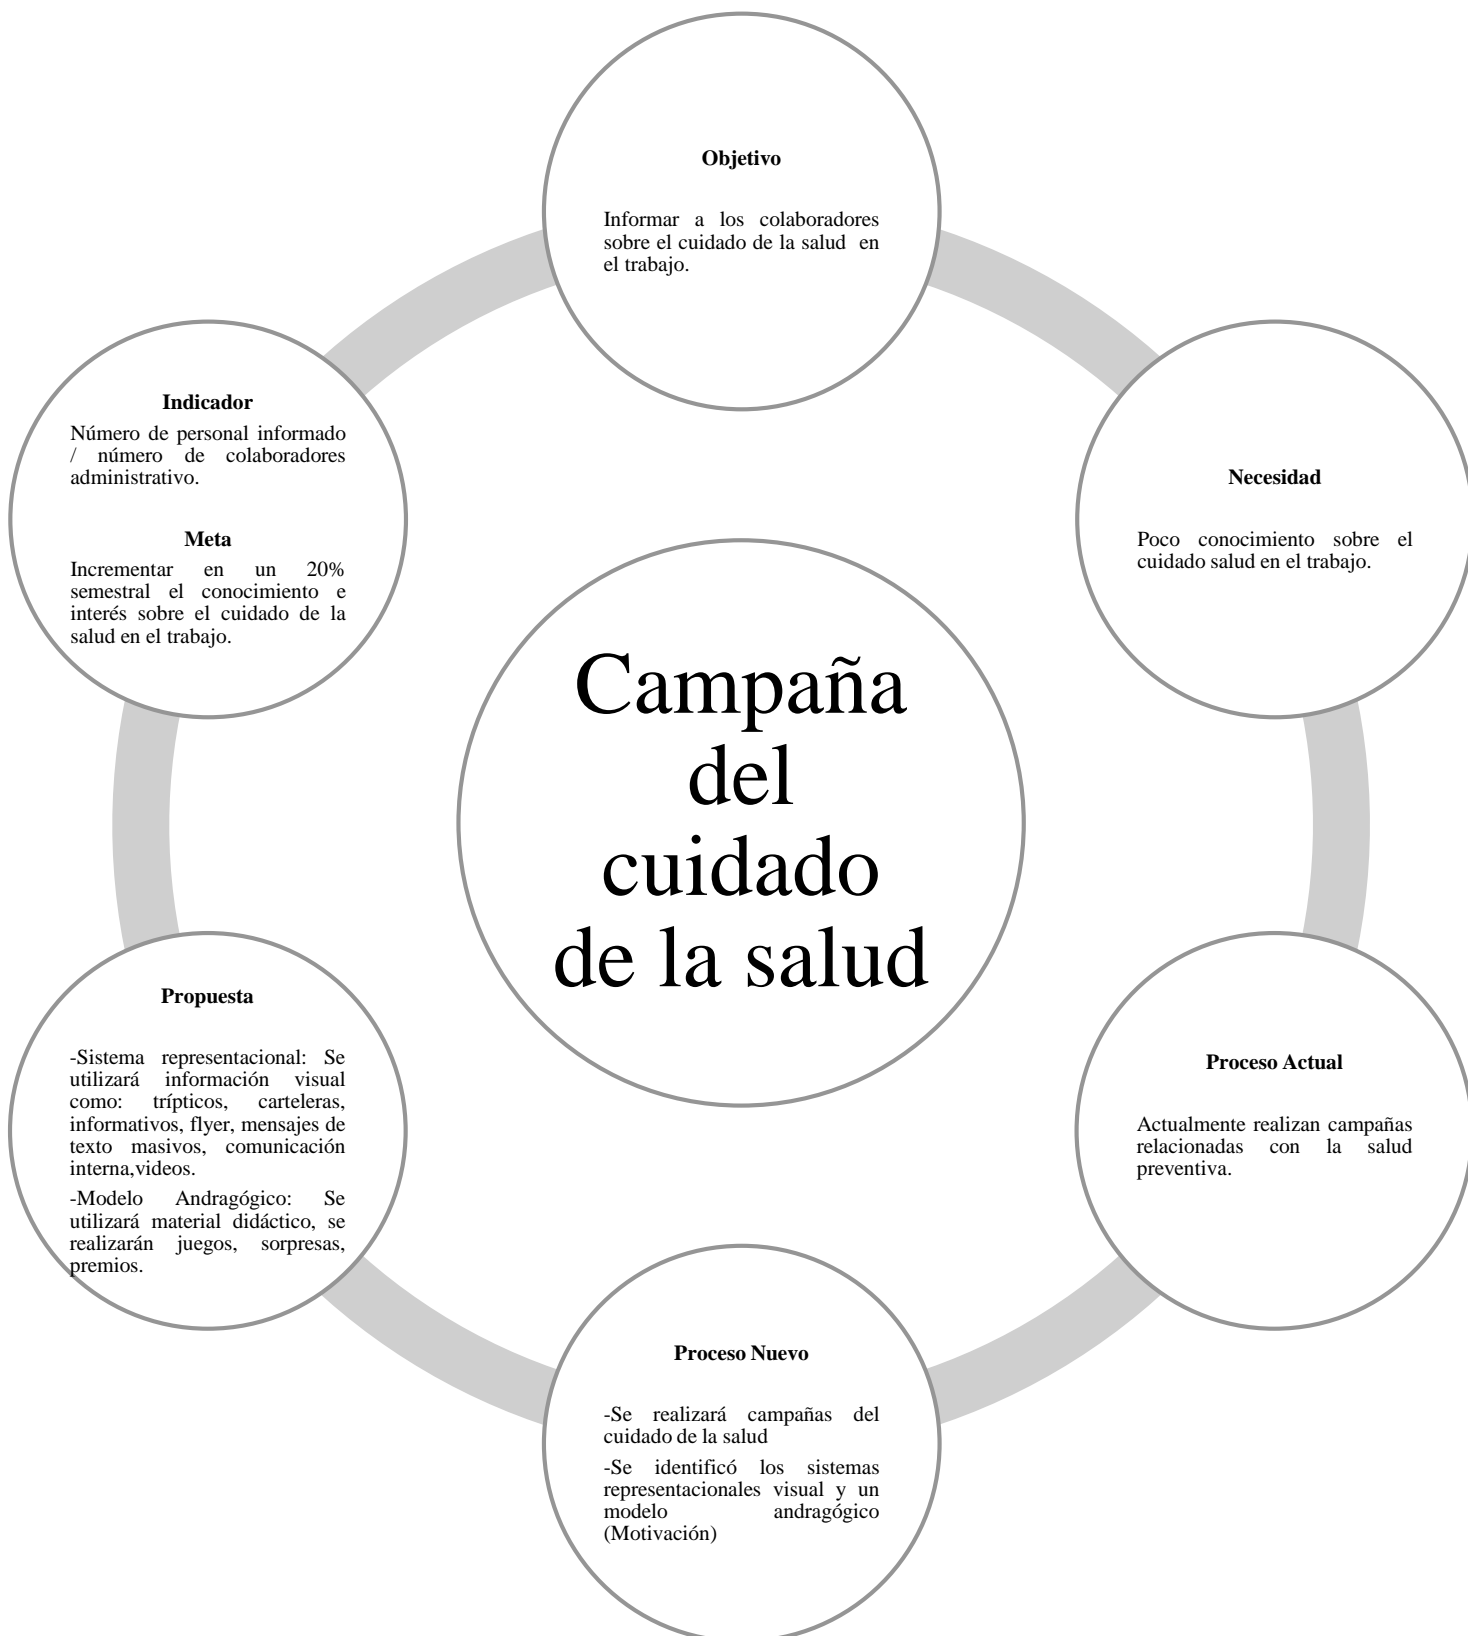 Objetivo
Informar a los colaboradores
sobre el cuidado de la salud en
el trabajo.
Necesidad
Poco conocimiento sobre el
cuidado salud en el trabajo.
Proceso Actual
Actualmente realizan campañas
relacionadas con la salud
preventiva.
Proceso Nuevo
-Se realizará campañas del
cuidado de la salud
-Se identificó los sistemas
representacionales visual y un
modelo andragógico
(Motivación)
Propuesta
-Sistema representacional: Se
utilizará información visual
como: trípticos, carteleras,
informativos, flyer, mensajes de
texto masivos, comunicación
interna,videos.
-Modelo Andragógico: Se
utilizará material didáctico, se
realizarán juegos, sorpresas,
premios.
Indicador
Número de personal informado
/ número de colaboradores
administrativo.
Meta
Incrementar en un 20%
semestral el conocimiento e
interés sobre el cuidado de la
salud en el trabajo.
Campaña
del
cuidado
de la salud